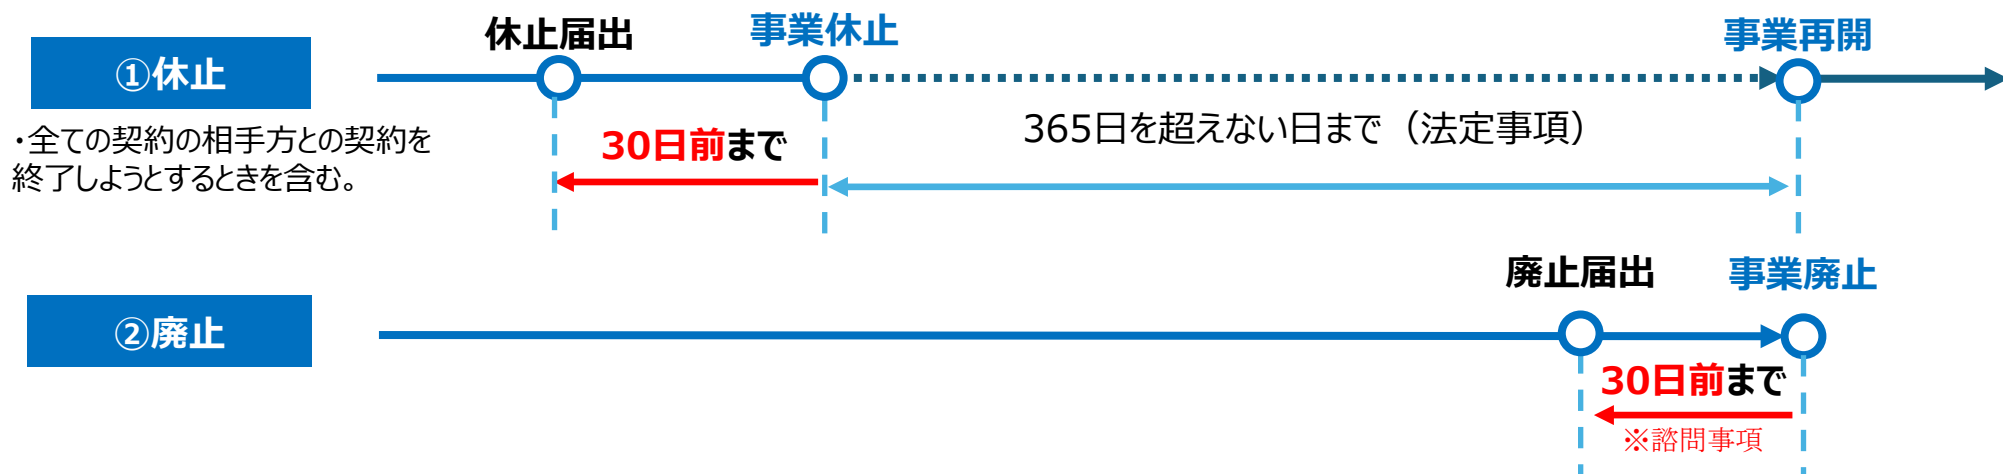 ①休止
・全ての契約の相手方との契約を
終了しようとするときを含む。
休止届出
事業休止
事業再開
30日前まで
365日を超えない日まで（法定事項）
②廃止
廃止届出
事業廃止
30日前まで
※諮問事項